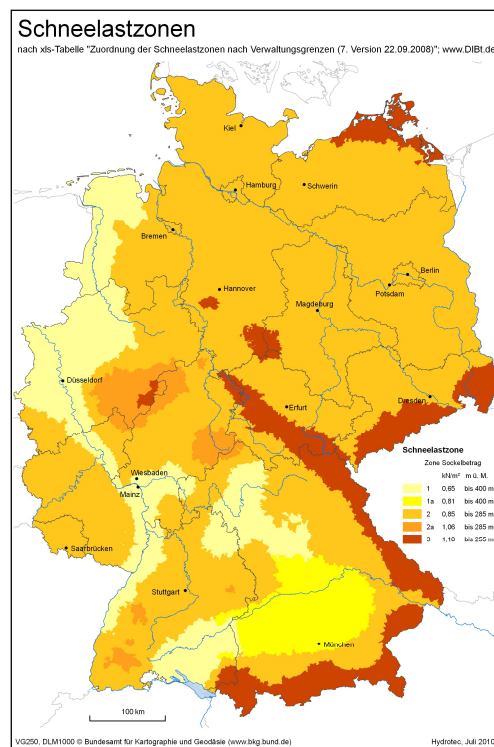 Schneelastzonen
nach xls-Tabelle "Zuordnung der Schneelastzonen nach Verwaltungsgrenzen (7. Version 22.09.2008)"; www.DIBt.de
Kiel
Hamburg
Schwerin
Bremen
Berlin
Hannover
Potsdam
Magdeburg
Düsseldorf
Dresden
Erfurt
Schneelastzone
Zone Sockelbetrag
kN/m² m ü. M.
1 0,65 bis 400 m
1a 0,81 bis 400 m
2 0,85 bis 285 m
2a 1,06 bis 285 m
3 1,10 bis 255 m
Wiesbaden
Mainz
Saarbrücken
Stuttgart
München
100 km
VG250, DLM1000 © Bundesamt für Kartographie und Geodäsie (www.bkg.bund.de)
Hydrotec, Juli 2010